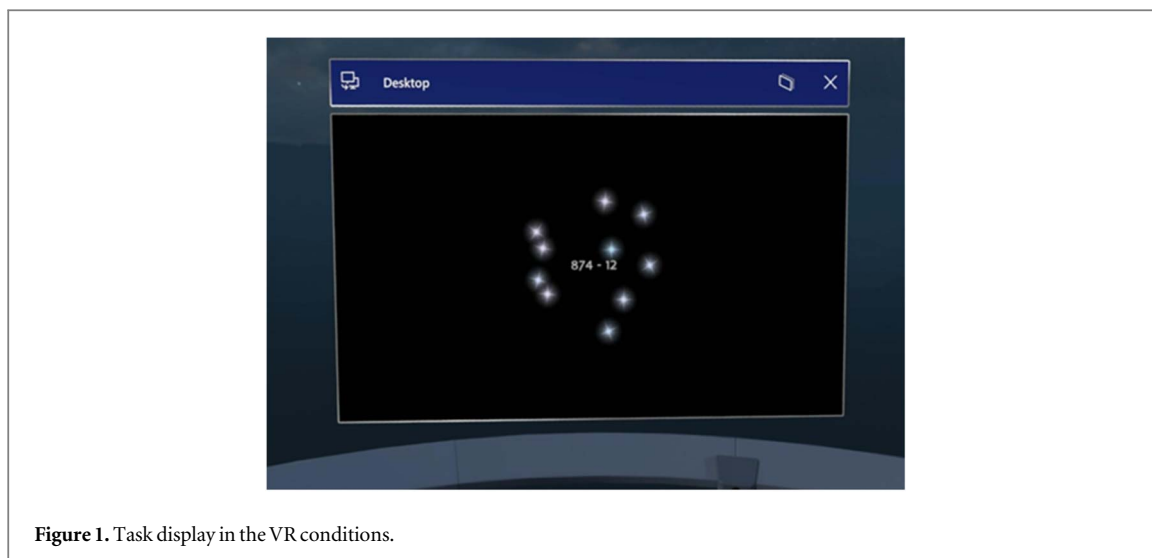 Desktop
874 - 12
Figure 1. Task display in the VR conditions.